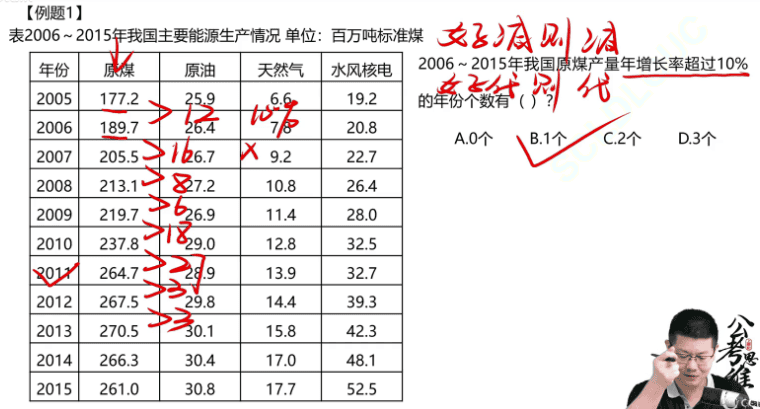 【例题1】
表2006～2015年我国主要能源生产情况 单位：百万吨标准煤
年份 原煤 原油 天然气 水风核电
2005 177.2 25.9 6.6 19.2
2006 189.7 26.4 7.8 20.8
2007 205.5 26.7 9.2 22.7
2008 213.1 27.2 10.8 26.4
2009 219.7 26.9 11.4 28.0
2010 237.8 29.0 12.8 32.5
2011 264.7 28.9 13.9 32.7
2012 267.5 29.8 14.4 39.3
2013 270.5 30.1 15.8 42.3
2014 266.3 30.4 17.0 48.1
2015 261.0 30.8 17.7 52.5
>12 10%
>16 ×
>8
>6
>18
>27
>3
>3
好减则减
2006～2015年我国原煤产量年增长率超过10%
好代则代
的年份个数有（ ）？
A.0个 B.1个 C.2个 D.3个
公考思维